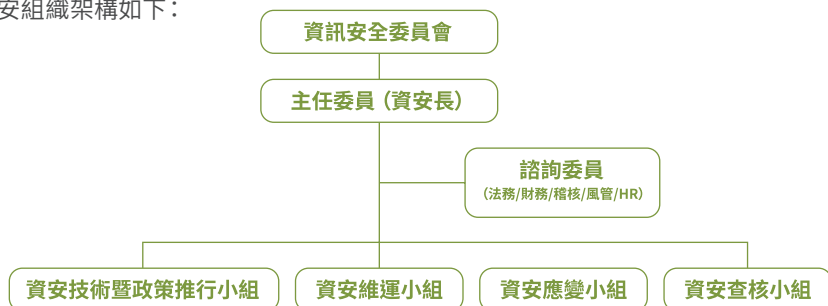 安組織架構如下：
資訊安全委員會
主任委員（資安長）
諮詢委員
（法務/財務/稽核/風管/HR）
資安技術暨政策推行小組
資安維運小組
資安應變小組
資安查核小組